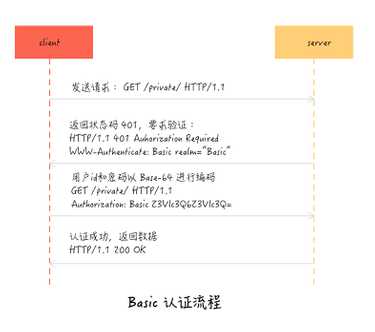 client
server
发送请求： GET /private/ HTTP/1.1
返回状态码 401，要求验证：
HTTP/1.1 401 Auhorization Required
WWW-Authenticate: Basic realm="Basic"
用户id和密码以 Base-64 进行编码
GET /private/ HTTP/1.1
Authorization: Basic Z3Vlc3Q6Z3Vlc3Q=
认证成功，返回数据
HTTP/1.1 200 OK
Basic 认证流程